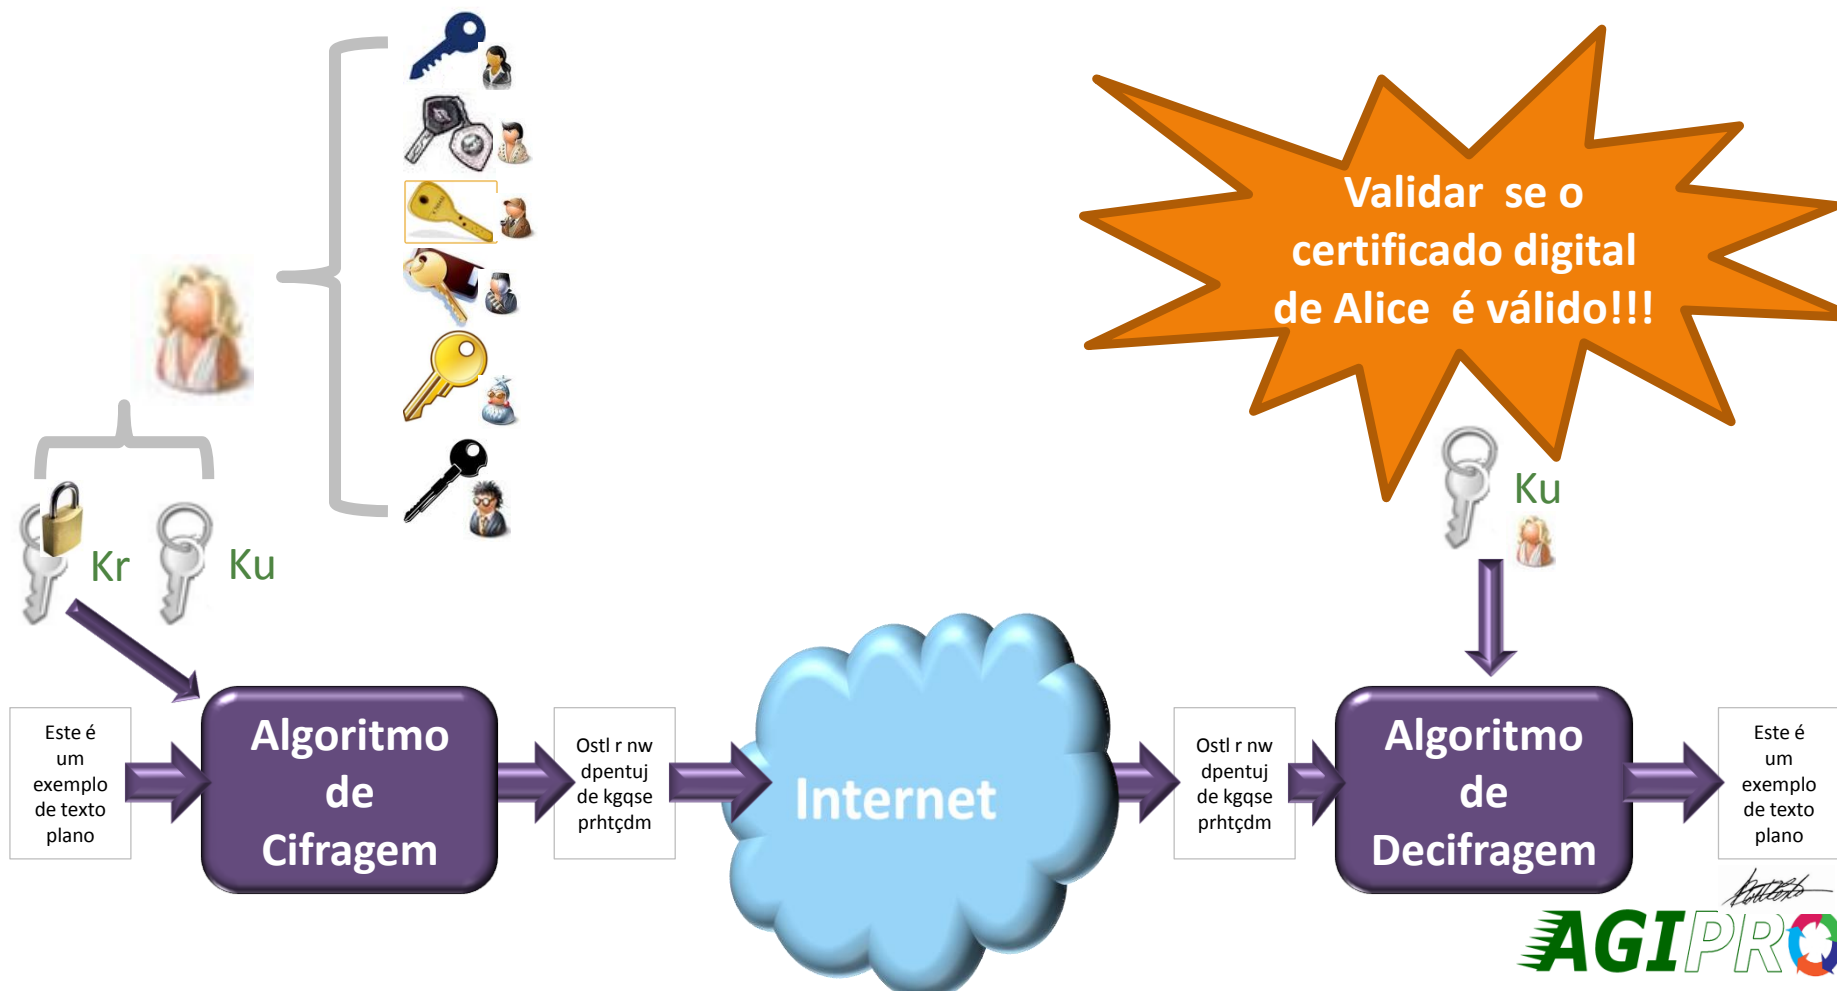 Validar se o
certificado digital
de Alice é válido!!!
Kr
Ku
Ku
Este é
um
exemplo
de texto
plano
Algoritmo
de
Cifragem
Ostl r nw
dpentuj
de kgqse
prhtçdm
Internet
Ostl r nw
dpentuj
de kgqse
prhtçdm
Algoritmo
de
Decifragem
Este é
um
exemplo
de texto
plano
AGIPRO